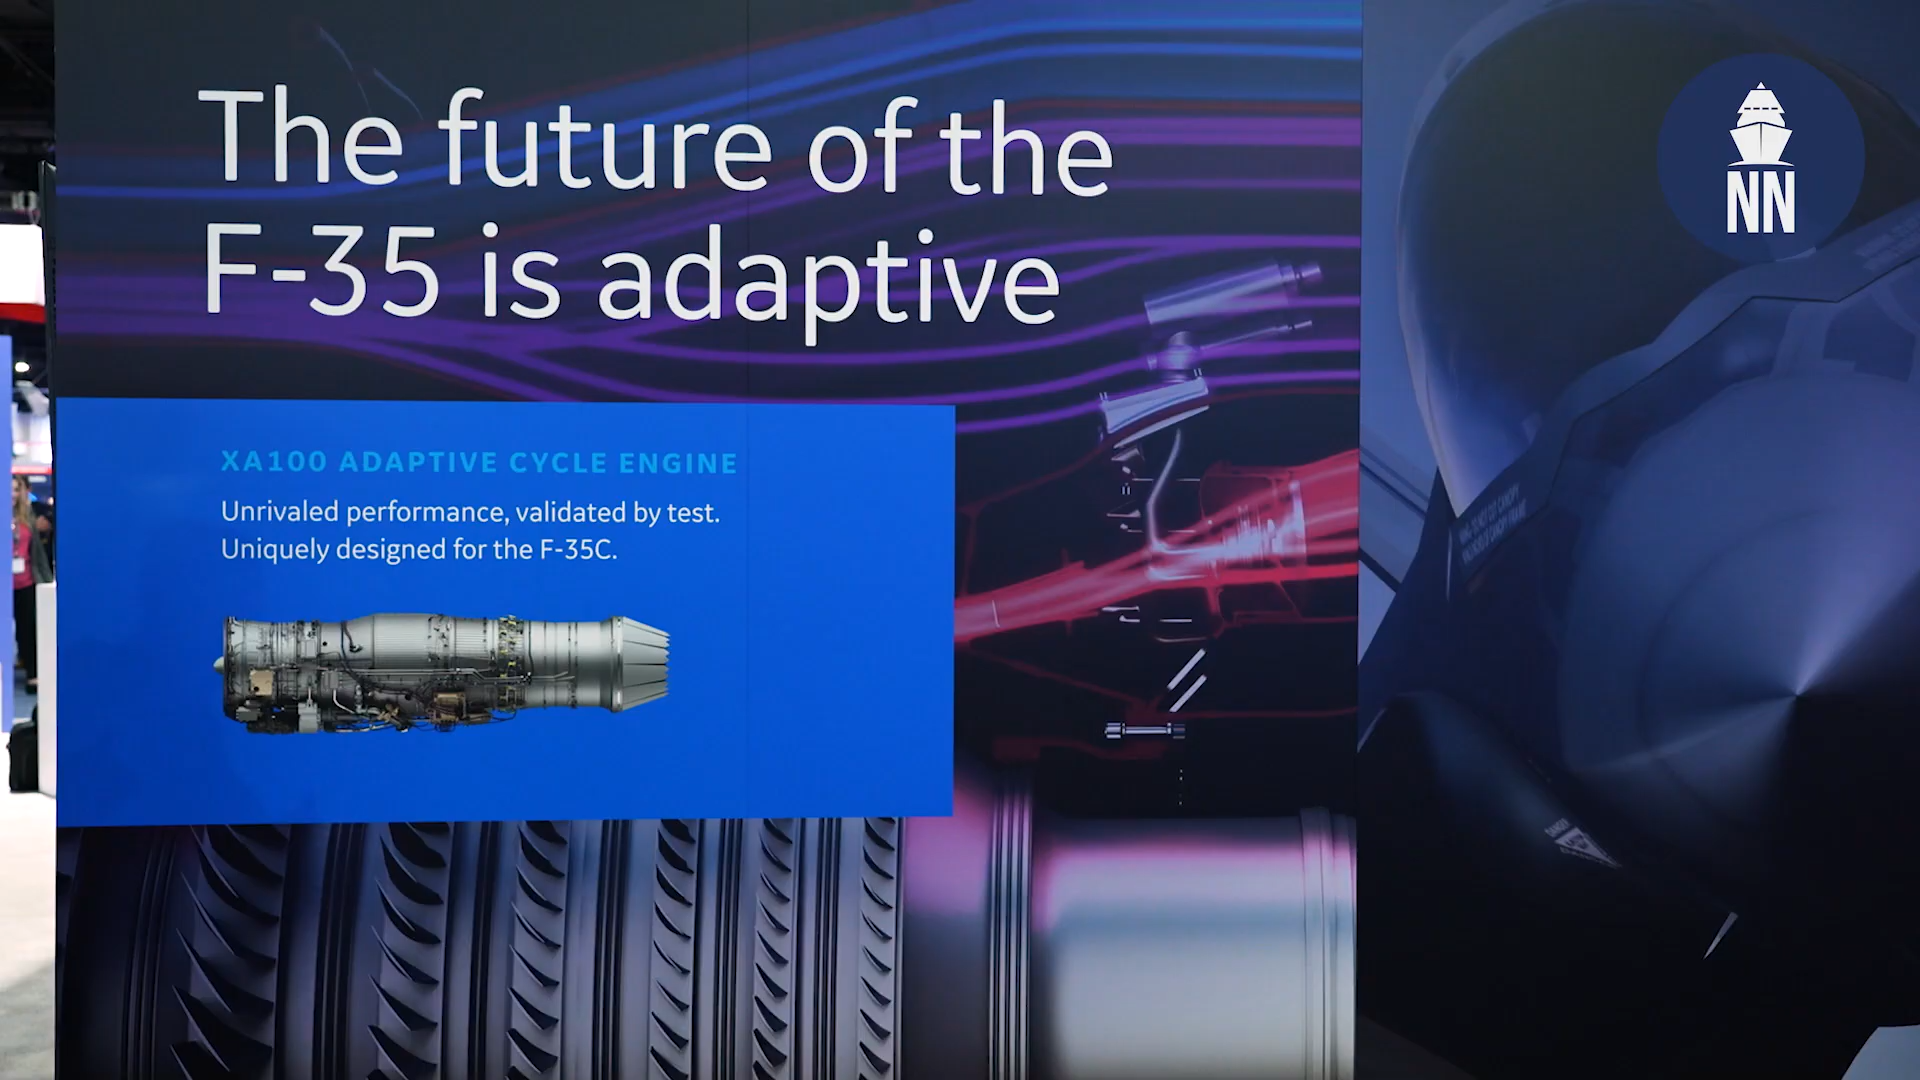 The future of the
F-35 is adaptive
NN
XA100 ADAPTIVE CYCLE ENGINE
Unrivaled performance, validated by test.
Uniquely designed for the F-35C.
DANGER